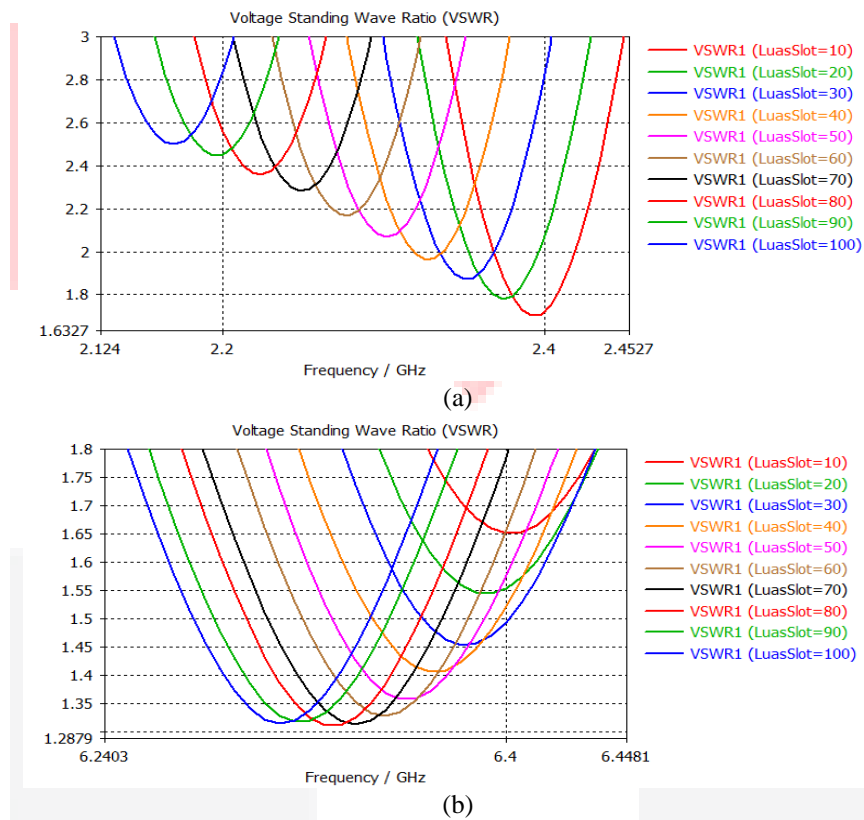 Voltage Standing Wave Ratio (VSWR)
3
2.8
2.6
2.4
2.2
2
1.8
1.6327
2.124
2.2
2.4
2.4527
Frequency / GHz
VSWR1 (LuasSlot=10)
VSWR1 (LuasSlot=20)
VSWR1 (LuasSlot=30)
VSWR1 (LuasSlot=40)
VSWR1 (LuasSlot=50)
VSWR1 (LuasSlot=60)
VSWR1 (LuasSlot=70)
VSWR1 (LuasSlot=80)
VSWR1 (LuasSlot=90)
VSWR1 (LuasSlot=100)
(a)
Voltage Standing Wave Ratio (VSWR)
1.8
1.75
1.7
1.65
1.6
1.55
1.5
1.45
1.4
1.35
1.2879
6.2403
6.4
6.4481
Frequency / GHz
VSWR1 (LuasSlot=10)
VSWR1 (LuasSlot=20)
VSWR1 (LuasSlot=30)
VSWR1 (LuasSlot=40)
VSWR1 (LuasSlot=50)
VSWR1 (LuasSlot=60)
VSWR1 (LuasSlot=70)
VSWR1 (LuasSlot=80)
VSWR1 (LuasSlot=90)
VSWR1 (LuasSlot=100)
(b)